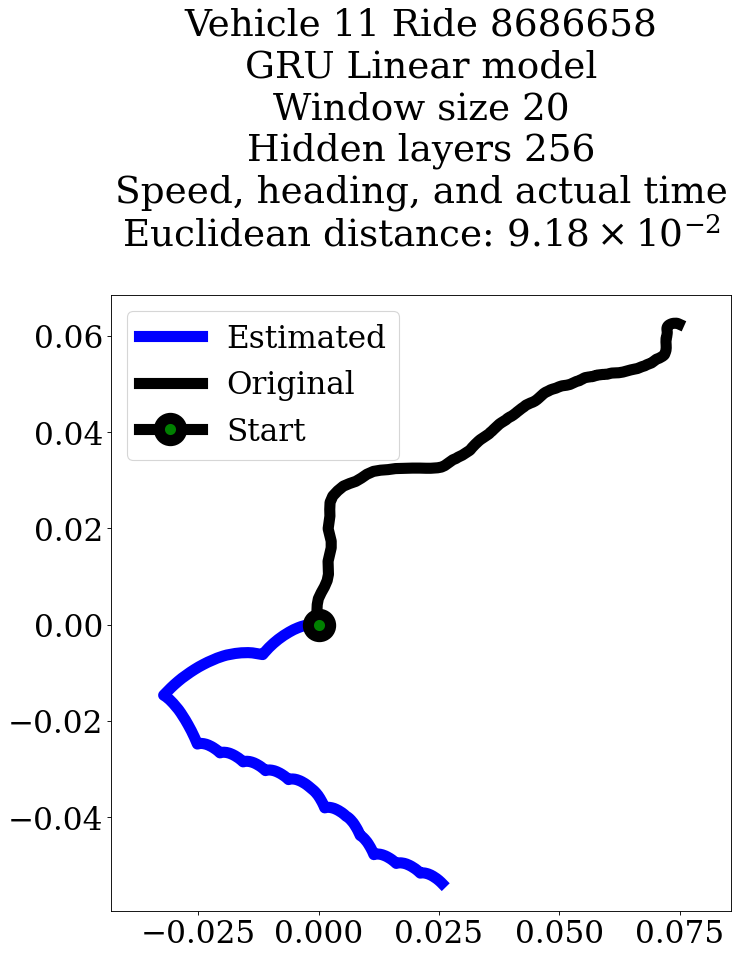 Vehicle 11 Ride 8686658
GRU Linear model
Window size 20
Hidden layers 256
Speed, heading, and actual time
Euclidean distance: 9.18 × 10⁻²
Estimated
Original
Start
0.06
0.04
0.02
0.00
−0.02
−0.04
−0.025 0.000 0.025 0.050 0.075